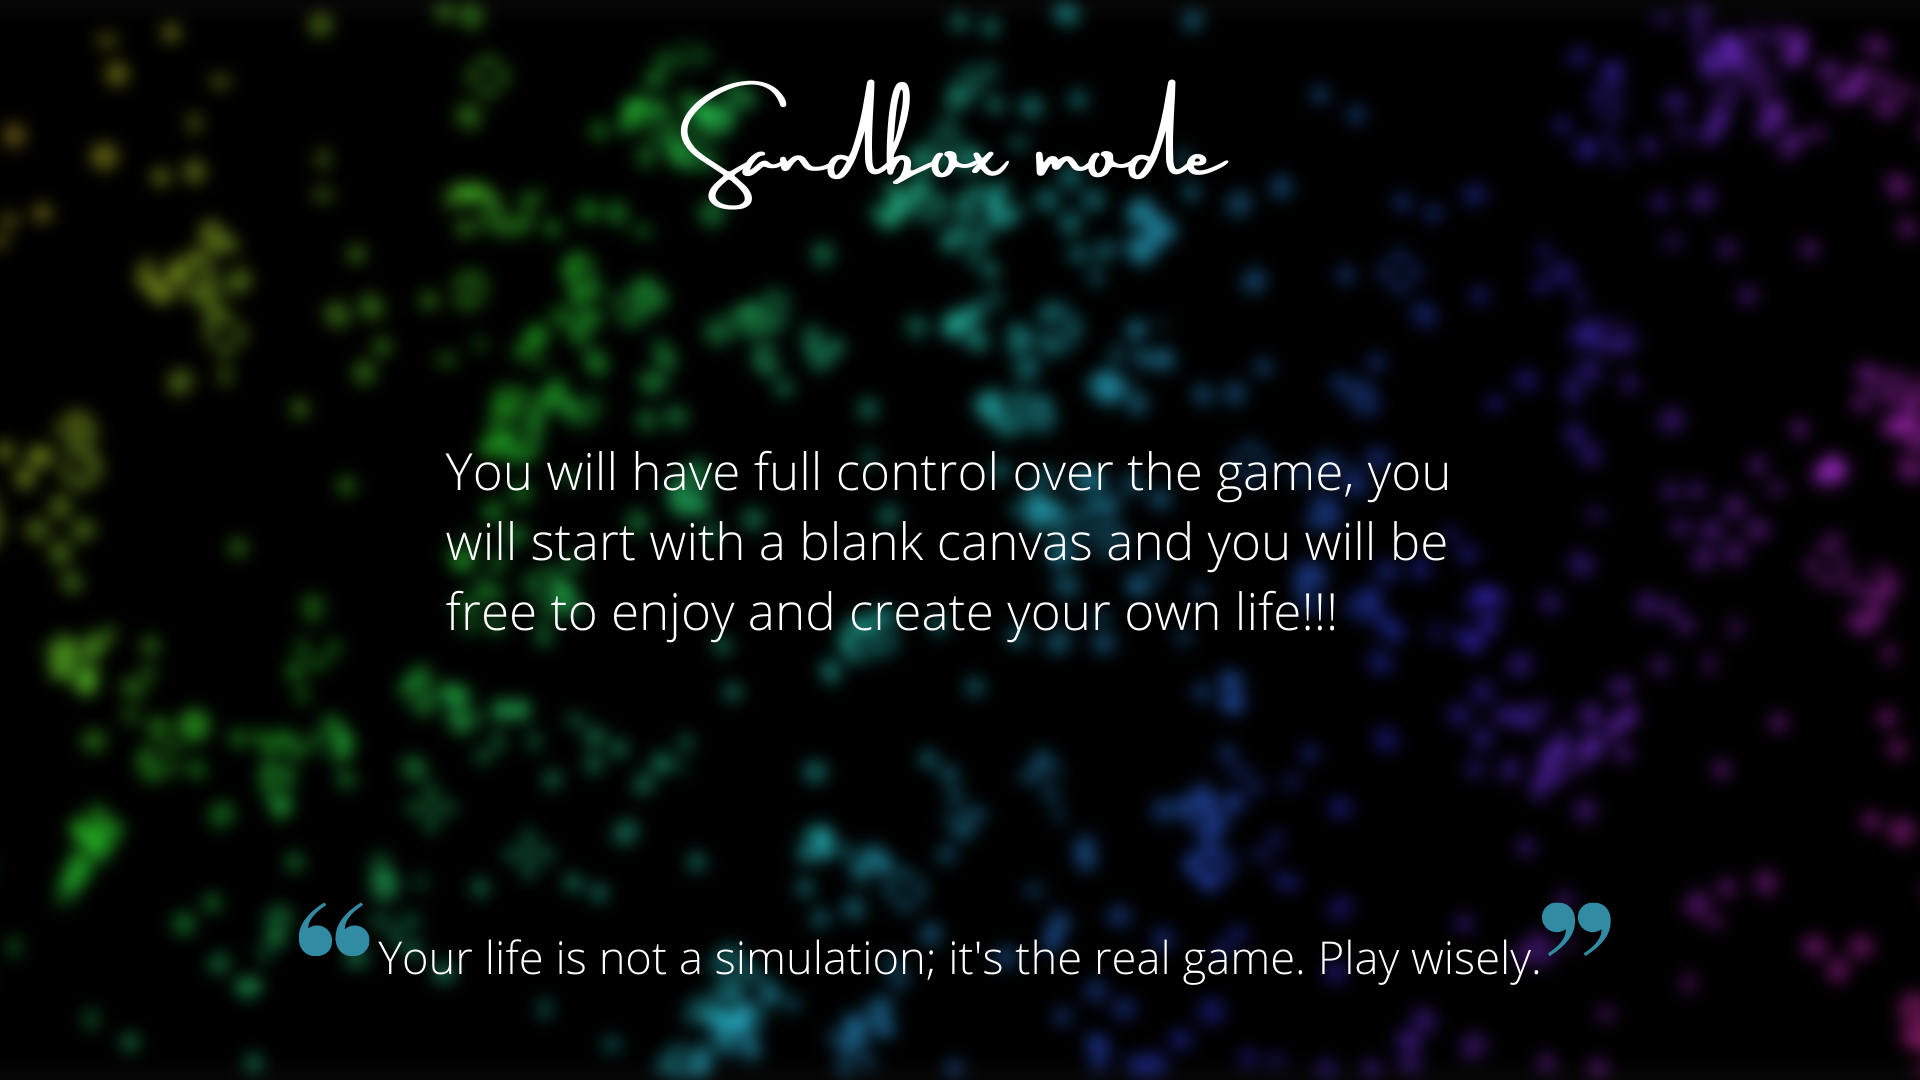 Sandbox mode
You will have full control over the game, you
will start with a blank canvas and you will be
free to enjoy and create your own life!!!
“Your life is not a simulation; it's the real game. Play wisely.”